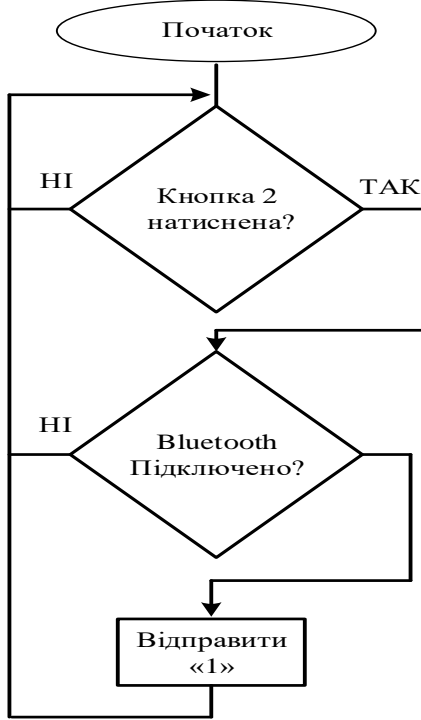 Початок
НІ
ТАК
Кнопка 2
натиснена?
НІ
Bluetooth
Підключено?
Відправити
«1»